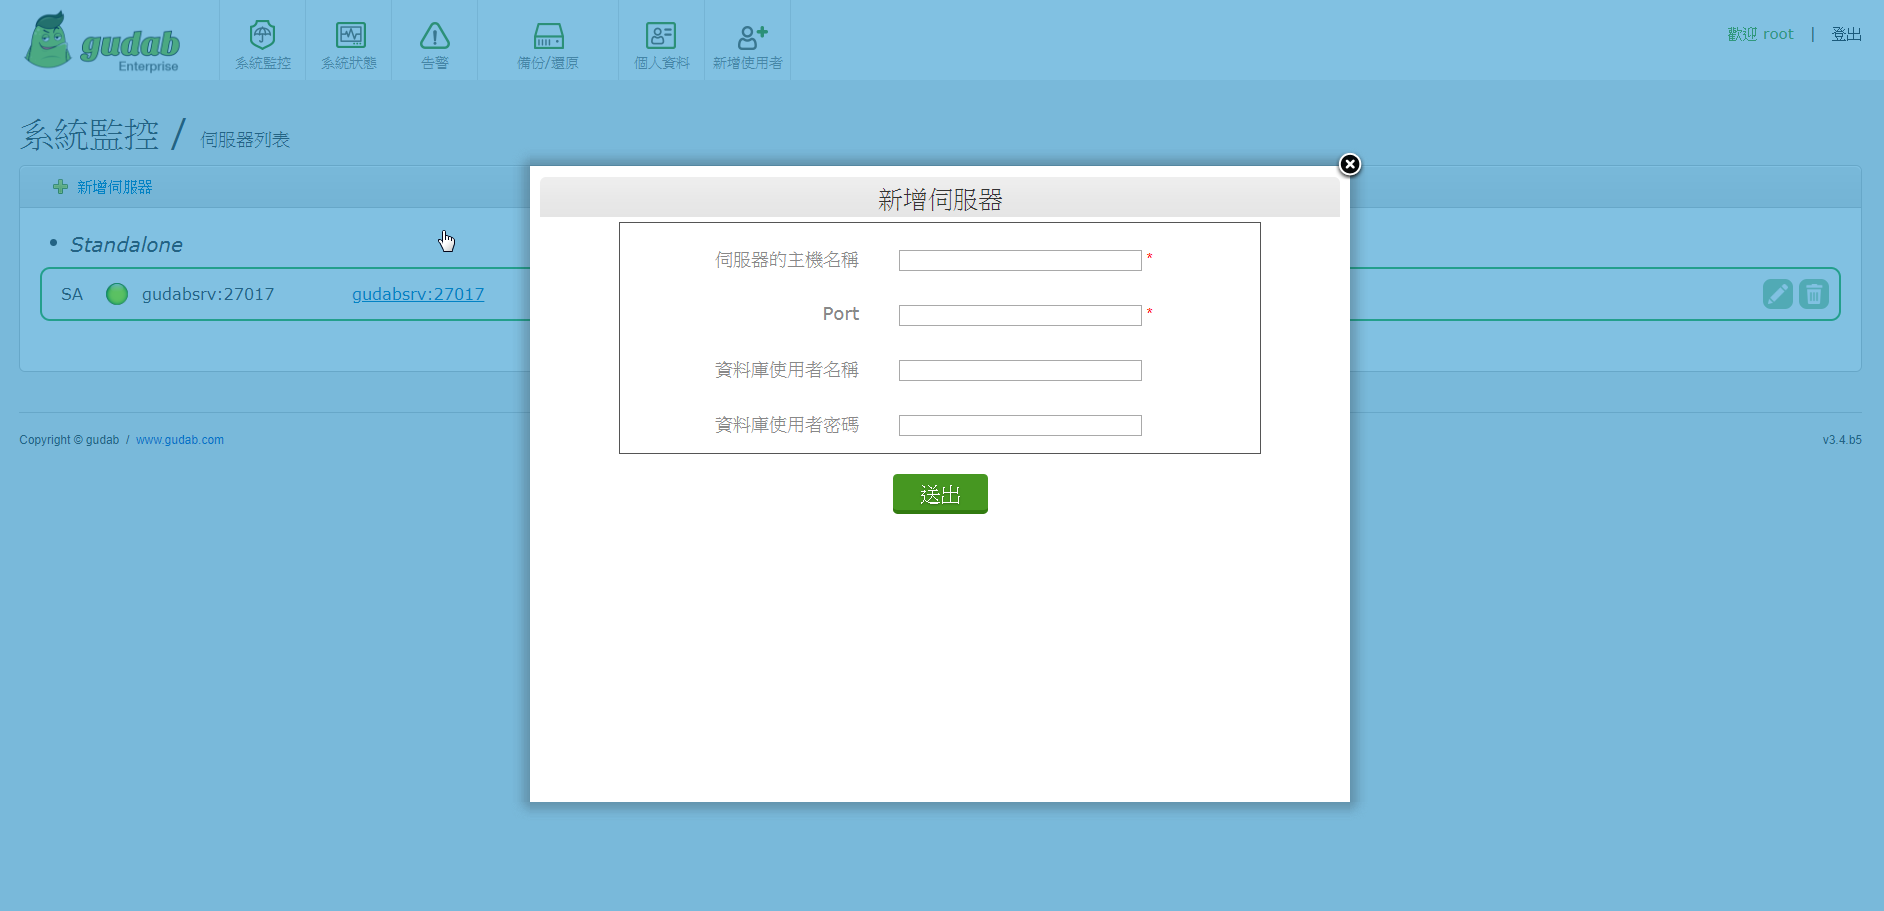 gudab
Enterprise
系統監控
系統狀態
告警
備份/還原
個人資料
新增使用者
歡迎 root | 登出
系統監控 / 伺服器列表
新增伺服器
• Standalone
SA gudabsrv:27017 gudabsrv:27017
新增伺服器
伺服器的主機名稱 *
Port *
資料庫使用者名稱
資料庫使用者密碼
送出
Copyright © gudab / www.gudab.com
v3.4.b5